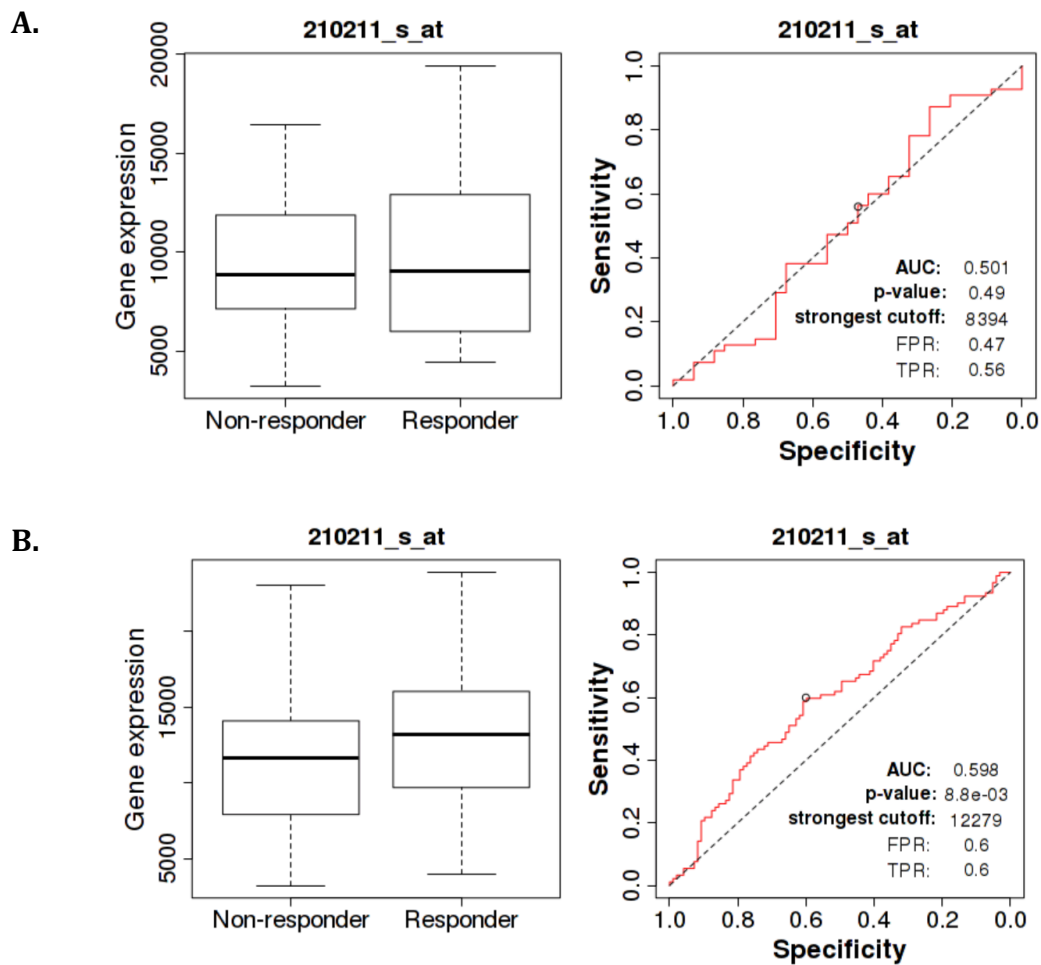 A.
210211_s_at
Gene expression
20000
15000
10000
5000
Non-responder
Responder
210211_s_at
Sensitivity
1.0
0.8
0.6
0.4
0.2
0.0
AUC: 0.501
p-value: 0.49
strongest cutoff: 8394
FPR: 0.47
TPR: 0.56
1.0 0.8 0.6 0.4 0.2 0.0
Specificity
B.
210211_s_at
Gene expression
15000
5000
Non-responder
Responder
210211_s_at
Sensitivity
1.0
0.8
0.6
0.4
0.2
0.0
AUC: 0.598
p-value: 8.8e-03
strongest cutoff: 12279
FPR: 0.6
TPR: 0.6
1.0 0.8 0.6 0.4 0.2 0.0
Specificity